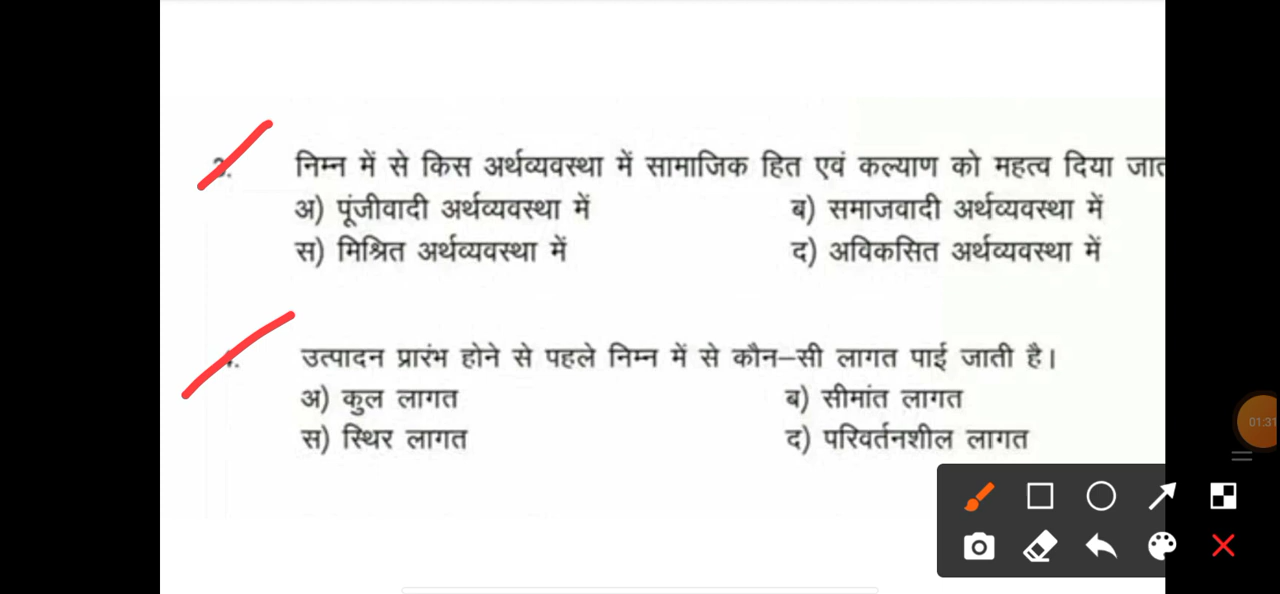 निम्न में से किस अर्थव्यवस्था में सामाजिक हित एवं कल्याण को महत्व दिया
अ) पूंजीवादी अर्थव्यवस्था में ब) समाजवादी अर्थव्यवस्था में
स) मिश्रित अर्थव्यवस्था में द) अविकसित अर्थव्यवस्था में
उत्पादन प्रारंभ होने से पहले निम्न में से कौन–सी लागत पाई जाती है।
अ) कुल लागत ब) सीमांत लागत
स) स्थिर लागत द) परिवर्तनशील लागत